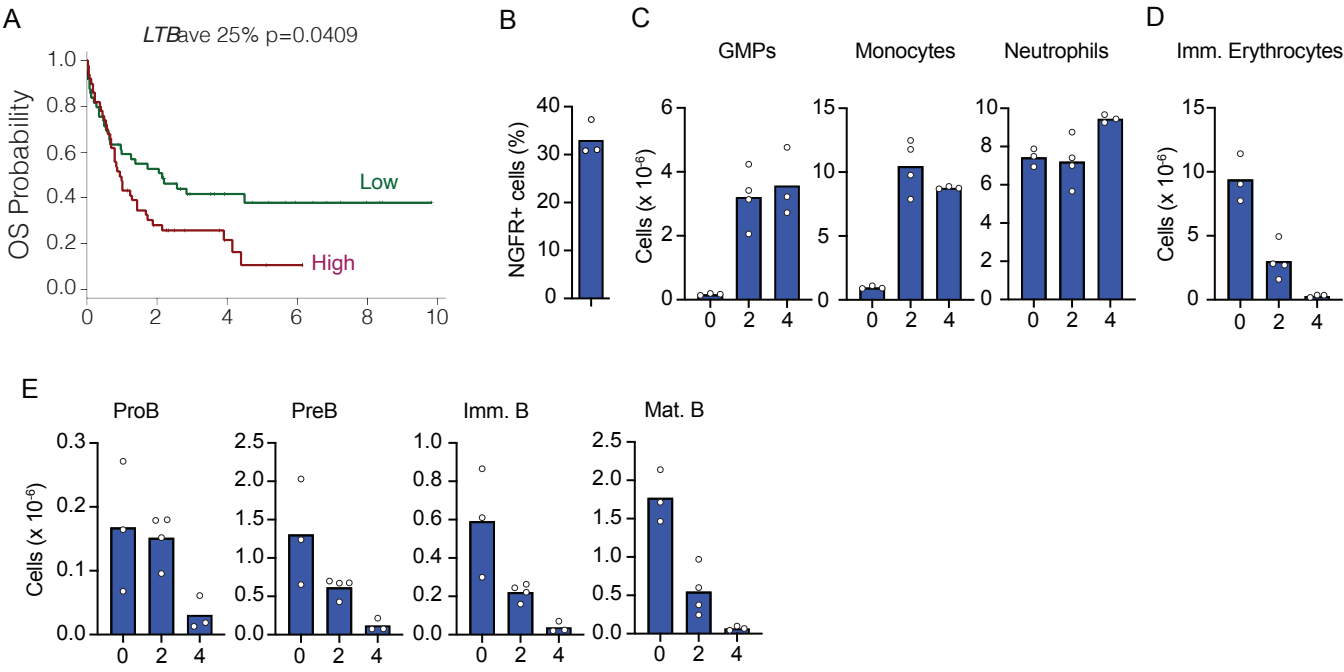 A
LTBave 25% p=0.0409
OS Probability
1.0
0.8
0.6
0.4
0.2
0.0
0 2 4 6 8 10
Low
High
B
NGFR+ cells (%)
40
30
20
10
0
C
GMPs
Cells (x 10-6)
6
4
2
0
0 2 4
Monocytes
15
10
5
0
0 2 4
Neutrophils
10
8
6
4
2
0
0 2 4
D
Imm. Erythrocytes
Cells (x 10-6)
15
10
5
0
0 2 4
E
ProB
Cells (x 10-6)
0.3
0.2
0.1
0.0
0 2 4
PreB
2.5
2.0
1.5
1.0
0.5
0.0
0 2 4
Imm. B
1.0
0.8
0.6
0.4
0.2
0.0
0 2 4
Mat. B
2.5
2.0
1.5
1.0
0.5
0.0
0 2 4